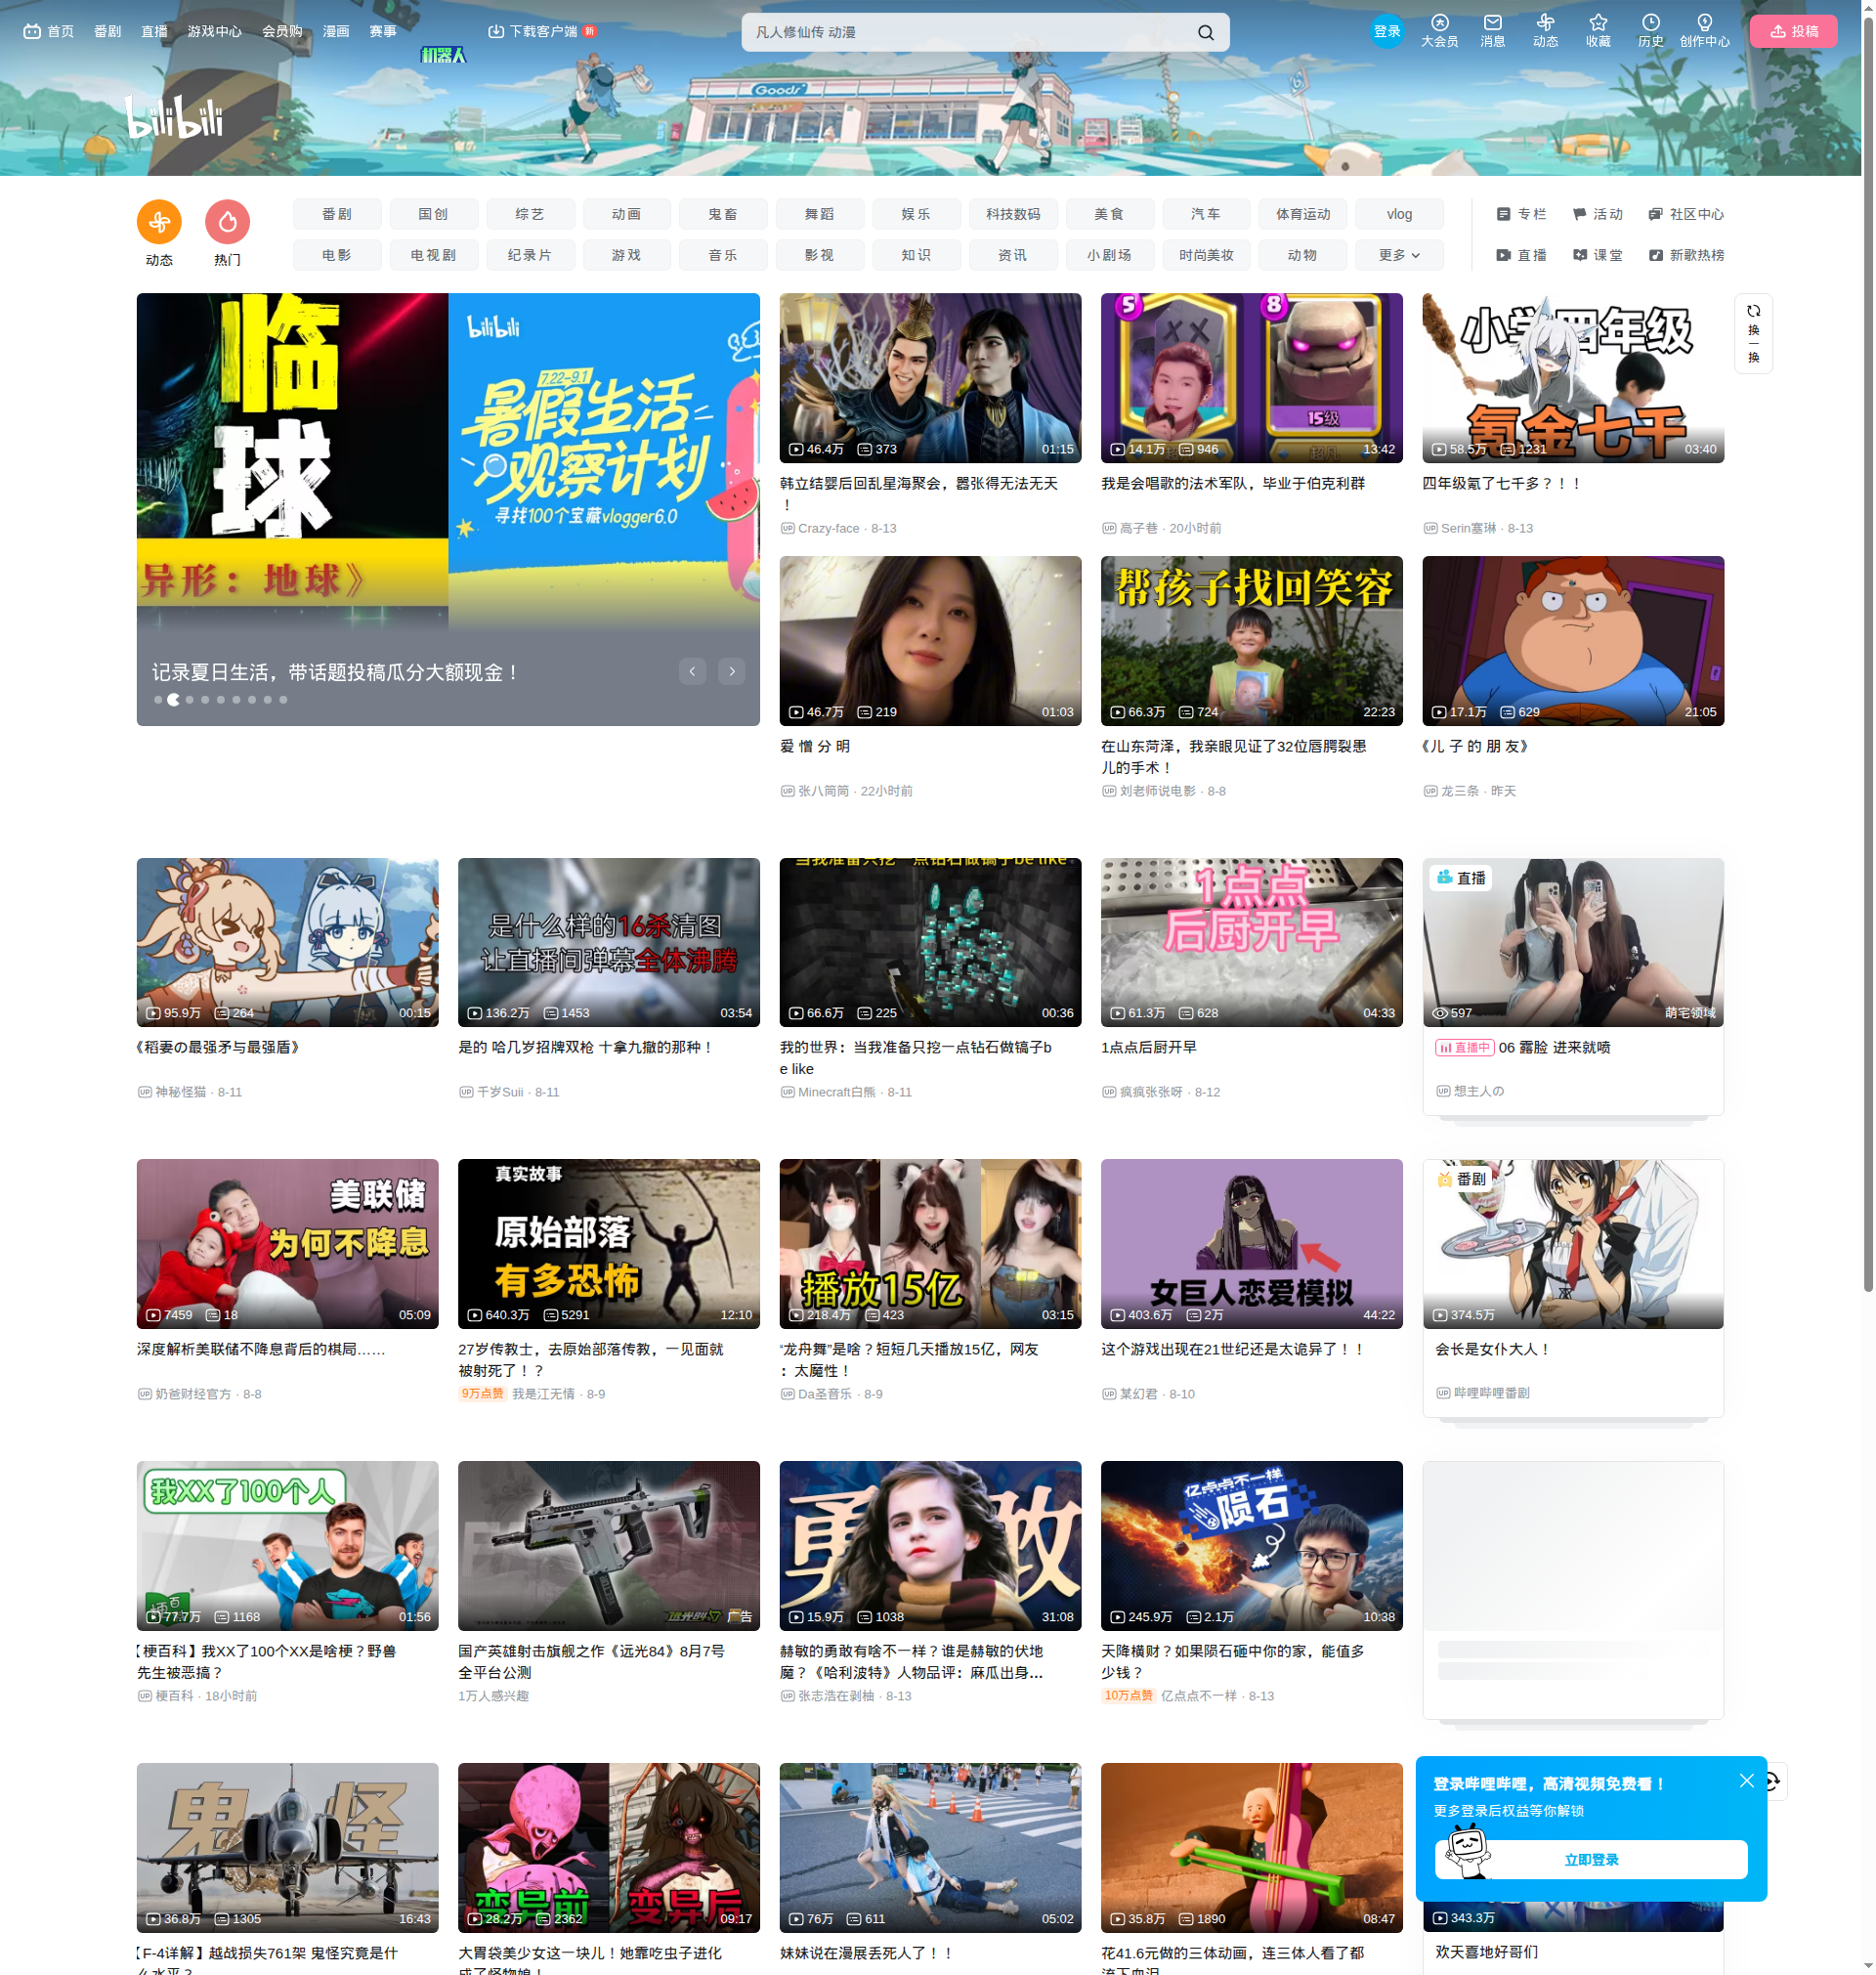 首页 番剧 直播 游戏中心 会员购 漫画 赛事 机器人 下载客户端 新
凡人修仙传 动漫
登录 大会员 消息 动态 收藏 历史 创作中心 投稿
bilibili
Goods
动态 热门
番剧 国创 综艺 动画 鬼畜 舞蹈 娱乐 科技数码 美食 汽车 体育运动 vlog
电影 电视剧 纪录片 游戏 音乐 影视 知识 资讯 小剧场 时尚美妆 动物 更多
专栏 活动 社区中心
直播 课堂 新歌热榜
临
球
异形：地球》
bilibili
7.22-9.1
暑假生活
观察计划
寻找100个宝藏vlogger6.0
记录夏日生活，带话题投稿瓜分大额现金！
46.4万 373 01:15
韩立结婴后回乱星海聚会，嚣张得无法无天
！
Crazy-face · 8-13
5 8
15级
14.1万 946 13:42
我是会唱歌的法术军队，毕业于伯克利群
高子巷 · 20小时前
小学四年级
氪金七千
58.5万 1231 03:40
四年级氪了七千多？！！
Serin塞琳 · 8-13
换一换
46.7万 219 01:03
爱 憎 分 明
张八简简 · 22小时前
帮孩子找回笑容
66.3万 724 22:23
在山东菏泽，我亲眼见证了32位唇腭裂患
儿的手术！
刘老师说电影 · 8-8
17.1万 629 21:05
《儿 子 的 朋 友》
龙三条 · 昨天
95.9万 264 00:15
《稻妻の最强矛与最强盾》
神秘怪猫 · 8-11
是什么样的16杀清图
让直播间弹幕全体沸腾
136.2万 1453 03:54
是的 哈几岁招牌双枪 十拿九撤的那种！
千岁Suii · 8-11
当我准备只挖一点钻石做镐子be like
66.6万 225 00:36
我的世界：当我准备只挖一点钻石做镐子b
e like
Minecraft白熊 · 8-11
1点点
后厨开早
61.3万 628 04:33
1点点后厨开早
疯疯张张呀 · 8-12
直播
597 萌宅领域
直播中 06 露脸 进来就喷
想主人の
美联储
为何不降息
7459 18 05:09
深度解析美联储不降息背后的棋局……
奶爸财经官方 · 8-8
真实故事
原始部落
有多恐怖
640.3万 5291 12:10
27岁传教士，去原始部落传教，一见面就
被射死了！？
9万点赞 我是江无情 · 8-9
播放15亿
218.4万 423 03:15
“龙舟舞”是啥？短短几天播放15亿，网友
：太魔性！
Da圣音乐 · 8-9
女巨人恋爱模拟
403.6万 2万 44:22
这个游戏出现在21世纪还是太诡异了！！
某幻君 · 8-10
番剧
374.5万
会长是女仆大人！
哔哩哔哩番剧
我XX了100个人
梗百
77.7万 1168 01:56
【梗百科】我XX了100个XX是啥梗？野兽
先生被恶搞？
梗百科 · 18小时前
广告
国产英雄射击旗舰之作《远光84》8月7号
全平台公测
1万人感兴趣
勇敢
15.9万 1038 31:08
赫敏的勇敢有啥不一样？谁是赫敏的伏地
魔？《哈利波特》人物品评：麻瓜出身...
张志浩在剥柚 · 8-13
亿点点不一样
陨石
245.9万 2.1万 10:38
天降横财？如果陨石砸中你的家，能值多
少钱？
10万点赞 亿点点不一样 · 8-13
鬼怪
36.8万 1305 16:43
【F-4详解】越战损失761架 鬼怪究竟是什
么水平？
变异前 变异后
28.2万 2362 09:17
大胃袋美少女这一块儿！她靠吃虫子进化
成了怪物娘！
76万 611 05:02
妹妹说在漫展丢死人了！！
35.8万 1890 08:47
花41.6元做的三体动画，连三体人看了都
流下血泪
登录哔哩哔哩，高清视频免费看！
更多登录后权益等你解锁
立即登录
343.3万
欢天喜地好哥们